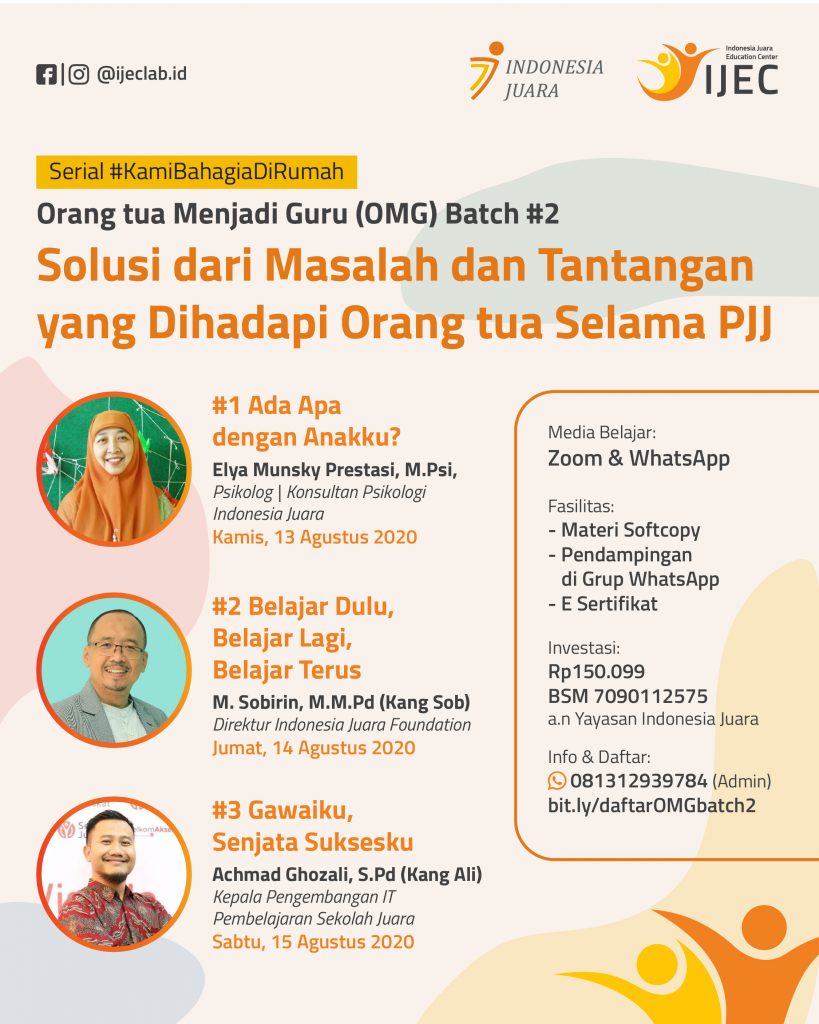 @ijeclab.id
INDONESIA
JUARA
Indonesia Juara
Education Center
IJEC
Serial #KamiBahagiaDiRumah
Orang tua Menjadi Guru (OMG) Batch #2
Solusi dari Masalah dan Tantangan
yang Dihadapi Orang tua Selama PJJ
#1 Ada Apa
dengan Anakku?
Elya Munsky Prestasi, M.Psi,
Psikolog | Konsultan Psikologi
Indonesia Juara
Kamis, 13 Agustus 2020
#2 Belajar Dulu,
Belajar Lagi,
Belajar Terus
M. Sobirin, M.M.Pd (Kang Sob)
Direktur Indonesia Juara Foundation
Jumat, 14 Agustus 2020
#3 Gawaiku,
Senjata Suksesku
Achmad Ghozali, S.Pd (Kang Ali)
Kepala Pengembangan IT
Pembelajaran Sekolah Juara
Sabtu, 15 Agustus 2020
Media Belajar:
Zoom & WhatsApp
Fasilitas:
- Materi Softcopy
- Pendampingan
di Grup WhatsApp
- E Sertifikat
Investasi:
Rp150.099
BSM 7090112575
a.n Yayasan Indonesia Juara
Info & Daftar:
081312939784 (Admin)
bit.ly/daftarOMGbatch2